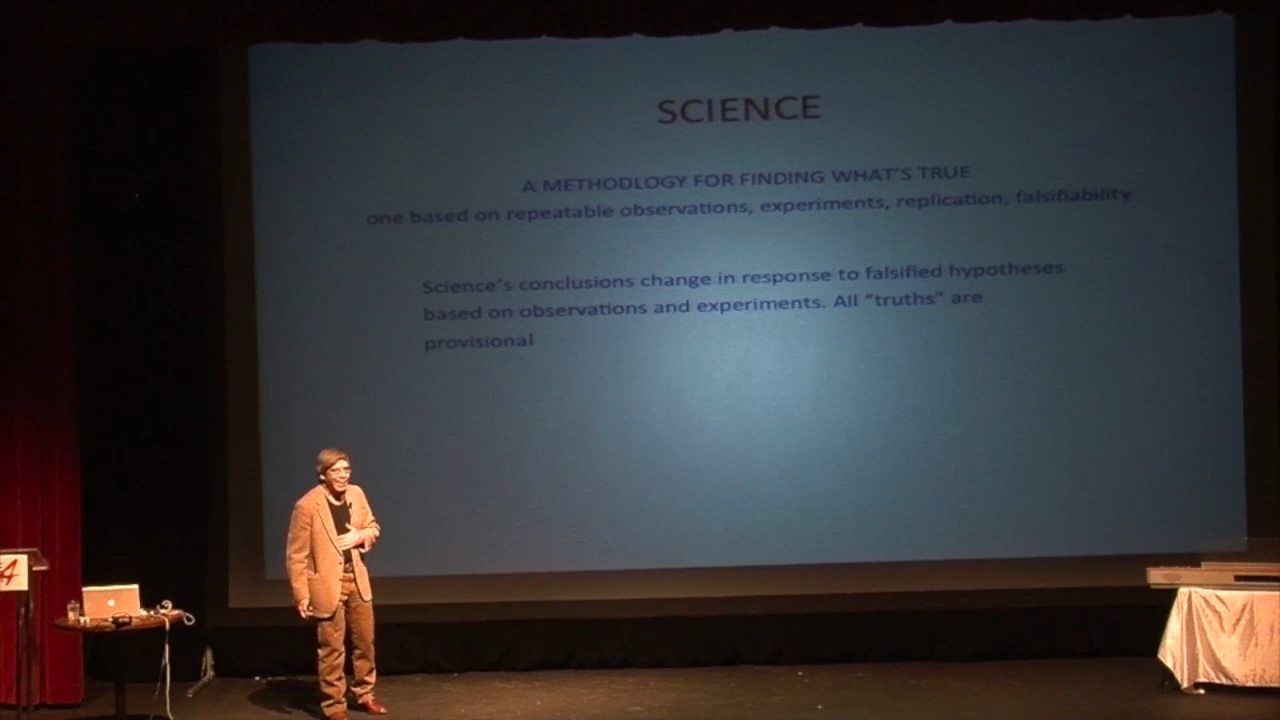 SCIENCE
A METHODLOGY FOR FINDING WHAT'S TRUE
one based on repeatable observations, experiments, replication, falsifiability
Science's conclusions change in response to falsified hypotheses
based on observations and experiments. All "truths" are
provisional